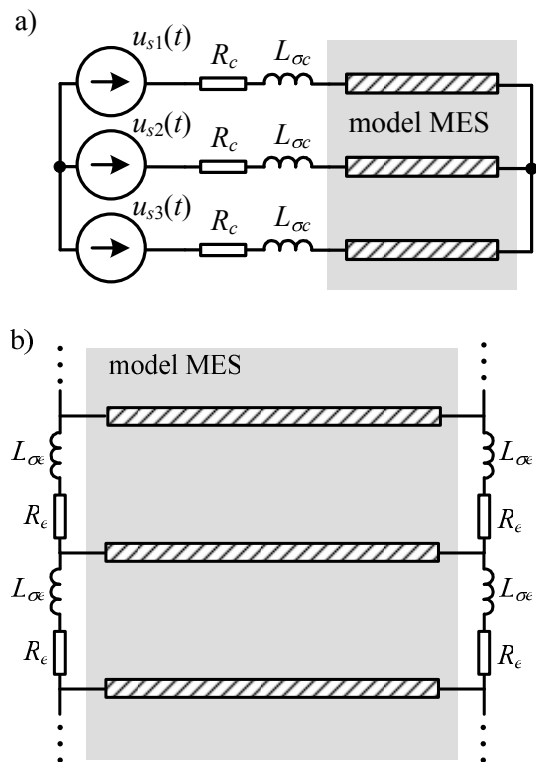 a)
u_{s1}(t)
R_c
L_{σc}
model MES
u_{s2}(t)
R_c
L_{σc}
u_{s3}(t)
R_c
L_{σc}
b)
model MES
L_{σe}
L_{σe}
R_e
R_e
L_{σe}
L_{σe}
R_e
R_e